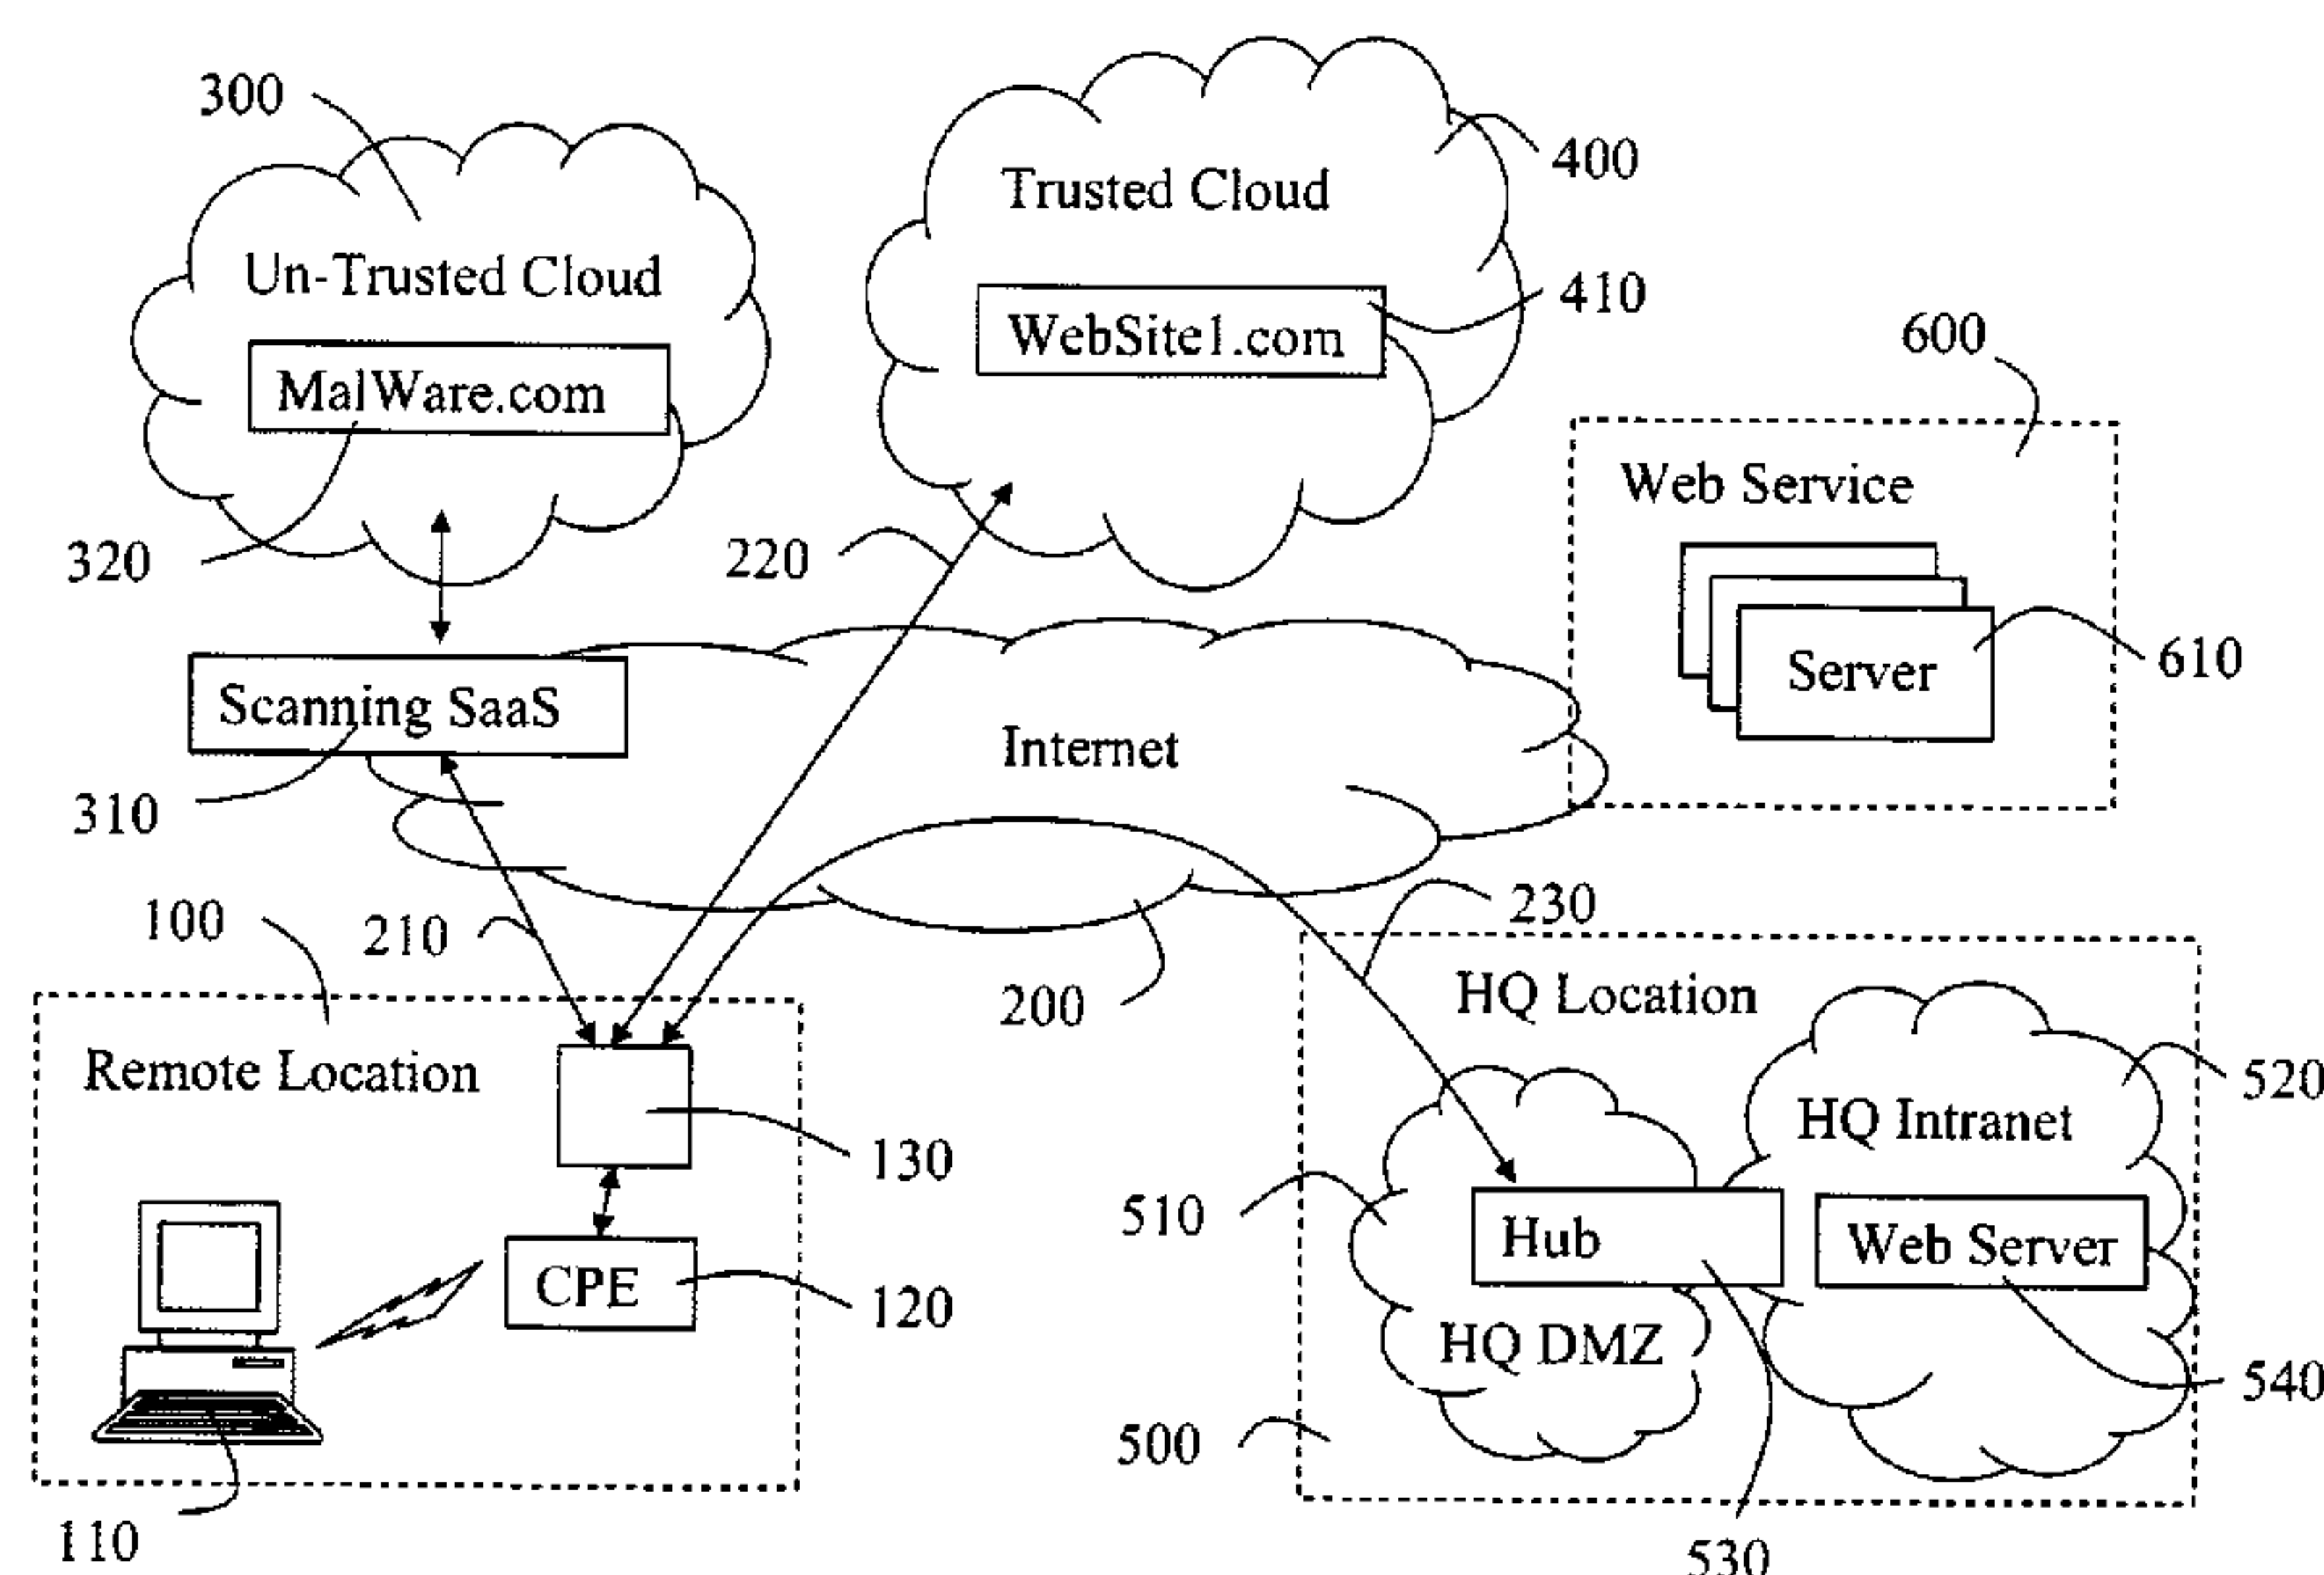 300
400
Trusted Cloud
Un-Trusted Cloud
410
WebSite1.com
600
MalWare.com
Web Service
320
220
Server
610
Scanning SaaS
Internet
310
100
210
230
200
HQ Location
Remote Location
520
HQ Intranet
130
510
Hub
Web Server
CPE
120
HQ DMZ
540
500
110
530